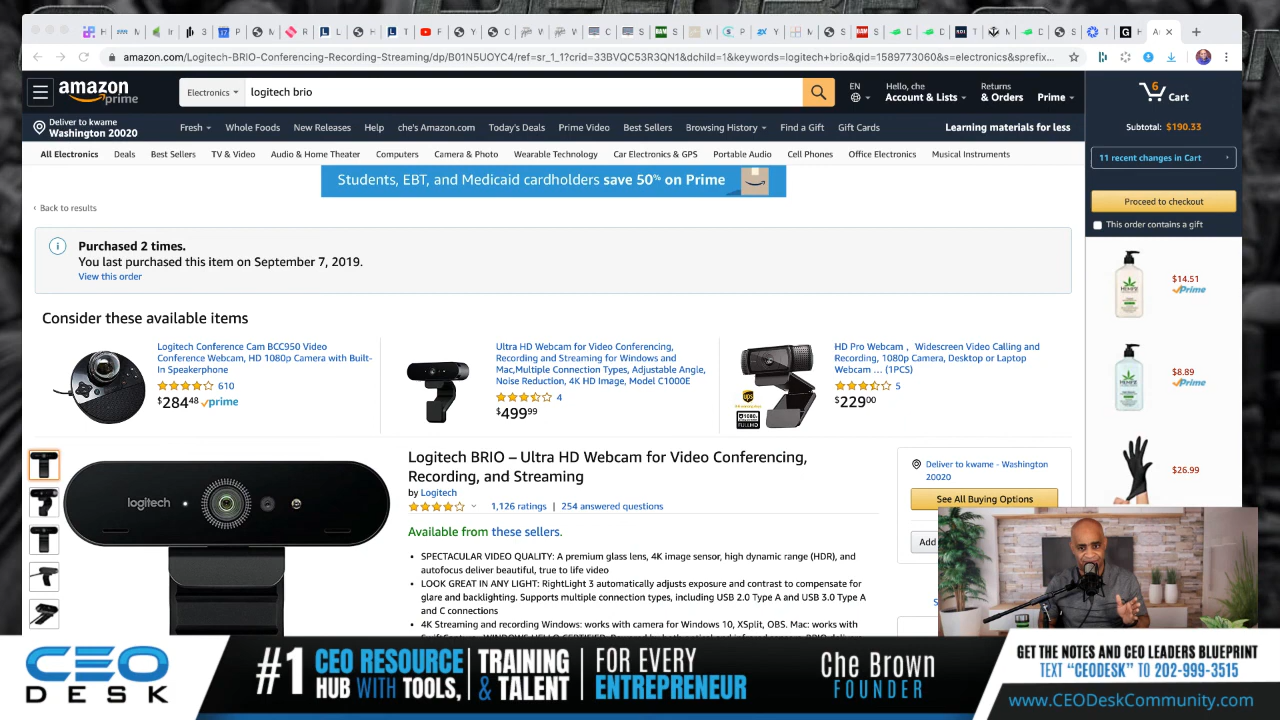 amazon.com/Logitech-BRIO-Conferencing-Recording-Streaming/dp/B01N5UOYC4/ref=sr_1_1?crid=33BVQC53R3QN1&dchild=1&keywords=logitech+brio&qid=1589773060&s=electronics&sprefix...
amazon prime
Electronics
logitech brio
EN
Hello, che
Account & Lists
Returns
& Orders
Prime
6
Cart
Deliver to kwame
Washington 20020
Fresh
Whole Foods
New Releases
Help
che's Amazon.com
Today's Deals
Prime Video
Best Sellers
Browsing History
Find a Gift
Gift Cards
Learning materials for less
Subtotal: $190.33
All Electronics
Deals
Best Sellers
TV & Video
Audio & Home Theater
Computers
Camera & Photo
Wearable Technology
Car Electronics & GPS
Portable Audio
Cell Phones
Office Electronics
Musical Instruments
11 recent changes in Cart
Students, EBT, and Medicaid cardholders save 50% on Prime
Proceed to checkout
This order contains a gift
‹ Back to results
Purchased 2 times.
You last purchased this item on September 7, 2019.
View this order
$14.51
prime
Consider these available items
Logitech Conference Cam BCC950 Video
Conference Webcam, HD 1080p Camera with Built-
In Speakerphone
610
$284.48 prime
Ultra HD Webcam for Video Conferencing,
Recording and Streaming for Windows and
Mac,Multiple Connection Types, Adjustable Angle,
Noise Reduction, 4K HD Image, Model C1000E
4
$499.99
HD Pro Webcam , Widescreen Video Calling and
Recording, 1080p Camera, Desktop or Laptop
Webcam ... (1PCS)
5
$229.00
$8.89
prime
$26.99
logitech
Logitech BRIO – Ultra HD Webcam for Video Conferencing,
Recording, and Streaming
by Logitech
1,126 ratings | 254 answered questions
Available from these sellers.
• SPECTACULAR VIDEO QUALITY: A premium glass lens, 4K image sensor, high dynamic range (HDR), and
autofocus deliver beautiful, true to life video
• LOOK GREAT IN ANY LIGHT: RightLight 3 automatically adjusts exposure and contrast to compensate for
glare and backlighting. Supports multiple connection types, including USB 2.0 Type A and USB 3.0 Type A
and C connections
• 4K Streaming and recording Windows: works with camera for Windows 10, XSplit, OBS. Mac: works with
Deliver to kwame - Washington
20020
See All Buying Options
Add
CEO
DESK
#1 CEO RESOURCE
HUB WITH TOOLS,
TRAINING
& TALENT
FOR EVERY
ENTREPRENEUR
Che Brown
FOUNDER
GET THE NOTES AND CEO LEADERS BLUEPRINT
TEXT “CEODESK” TO 202-999-3515
www.CEODeskCommunity.com